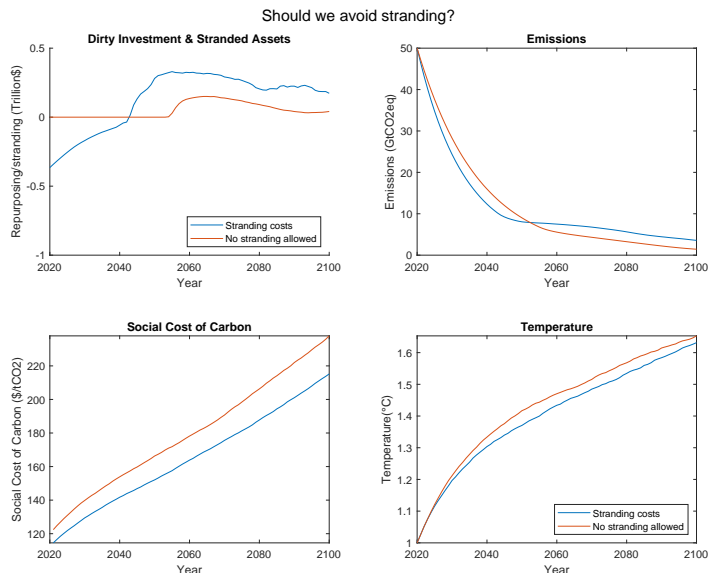 Should we avoid stranding?
Dirty Investment & Stranded Assets
Repurposing/stranding (Trillion$)
0.5
0
-0.5
-1
2020
2040
2060
2080
2100
Year
Stranding costs
No stranding allowed
Emissions
Emissions (GtCO2eq)
50
40
30
20
10
0
2020
2040
2060
2080
2100
Year
Social Cost of Carbon
Social Cost of Carbon ($/tCO2)
220
200
180
160
140
120
2020
2040
2060
2080
2100
Year
Temperature
Temperature(°C)
1.6
1.5
1.4
1.3
1.2
1.1
1
2020
2040
2060
2080
2100
Year
Stranding costs
No stranding allowed